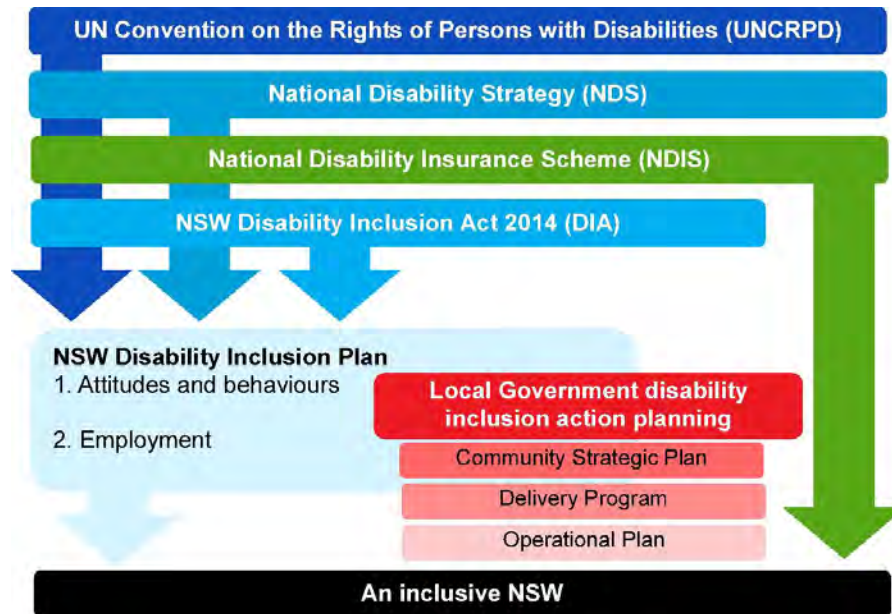 UN Convention on the Rights of Persons with Disabilities (UNCRPD)
National Disability Strategy (NDS)
National Disability Insurance Scheme (NDIS)
NSW Disability Inclusion Act 2014 (DIA)
NSW Disability Inclusion Plan
1. Attitudes and behaviours
2. Employment
Local Government disability
inclusion action planning
Community Strategic Plan
Delivery Program
Operational Plan
An inclusive NSW